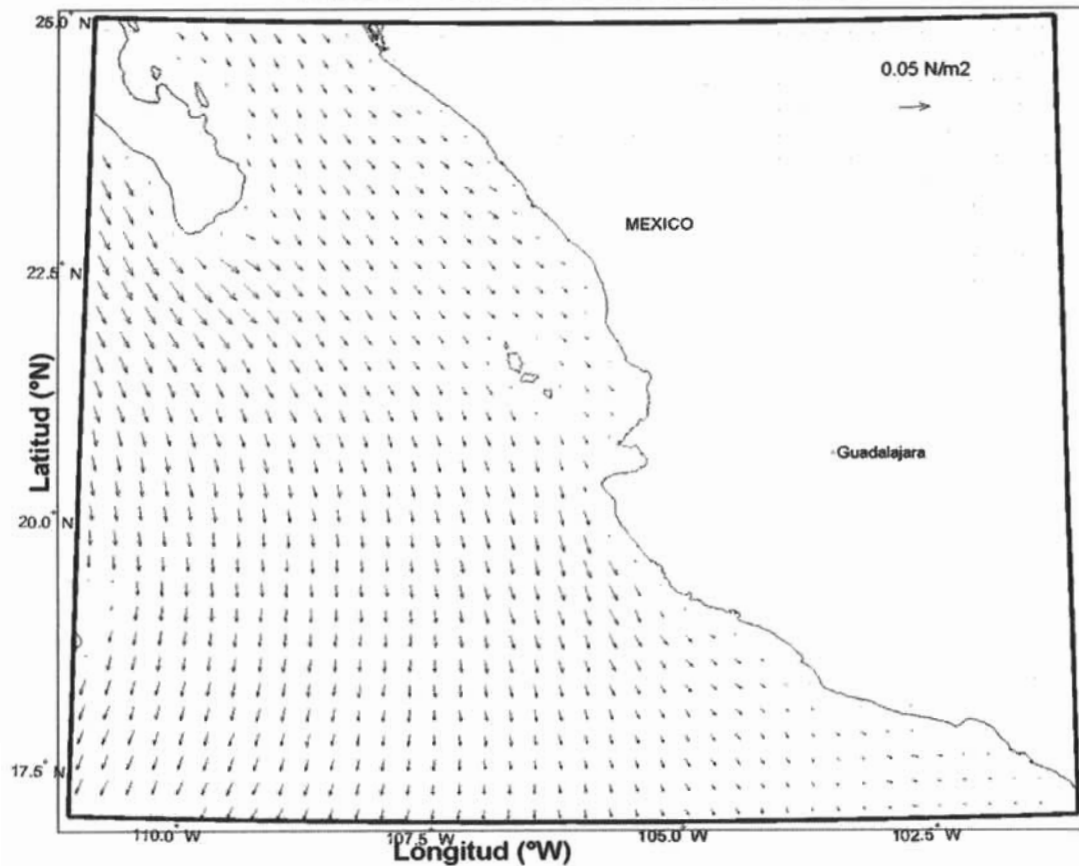 25.0° N
0.05 N/m2
MEXICO
22.5° N
Latitud (°N)
Guadalajara
20.0° N
17.5° N
110.0° W
107.5° W
105.0° W
102.5° W
Longitud (°W)